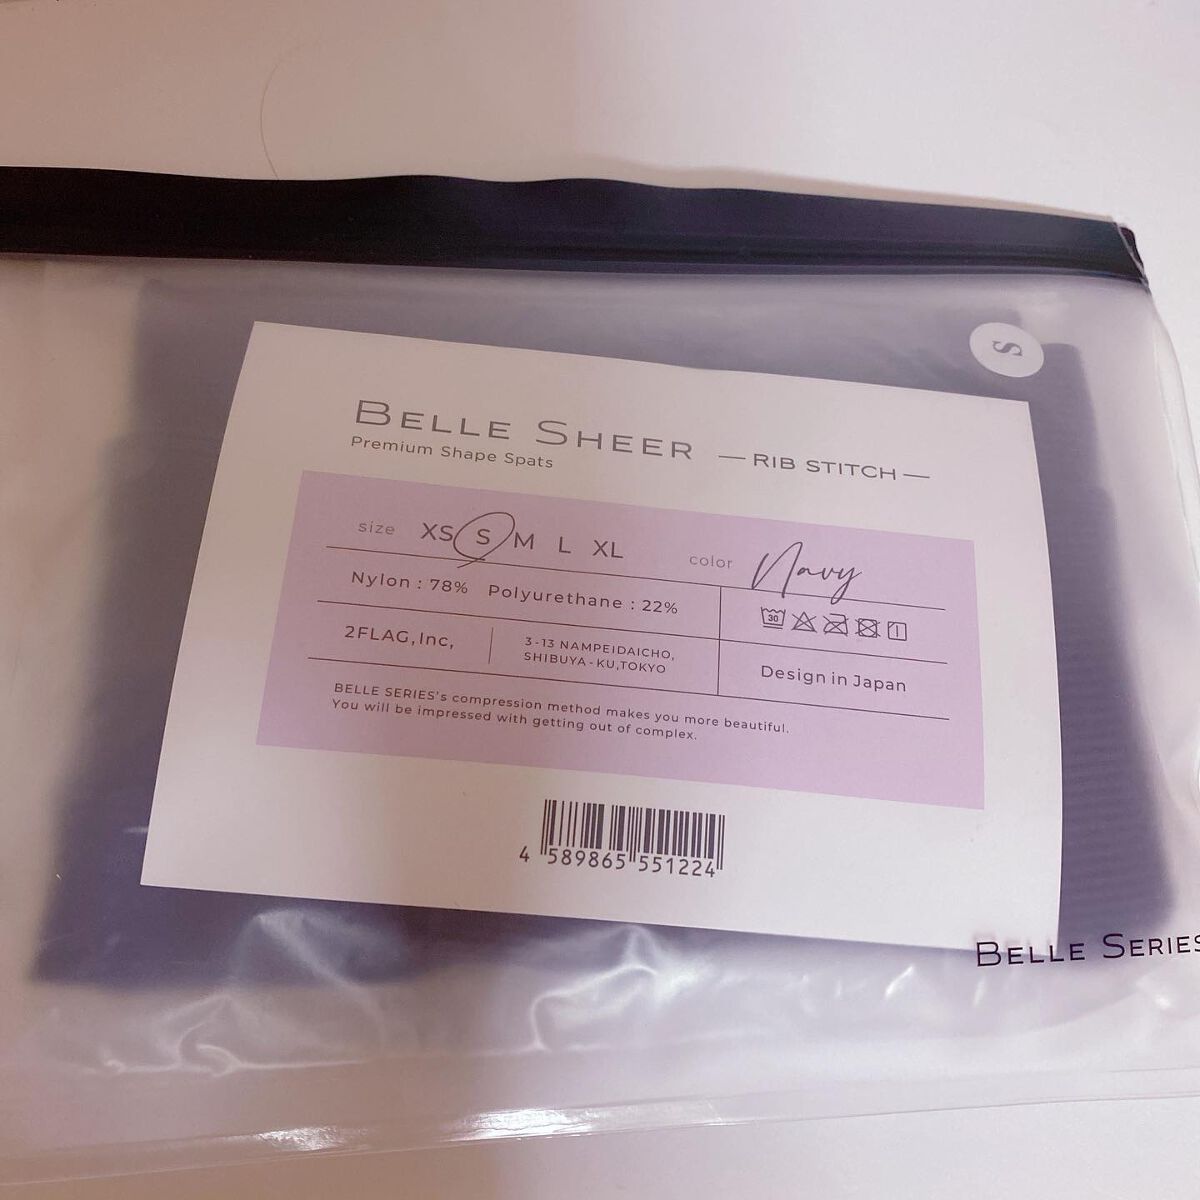 S
BELLE SHEER —RIB STITCH—
Premium Shape Spats
size XS S M L XL color Navy
Nylon : 78% Polyurethane : 22%
30
2FLAG,Inc,
3-13 NAMPEIDAICHO,
SHIBUYA-KU,TOKYO
Design in Japan
BELLE SERIES's compression method makes you more beautiful.
You will be impressed with getting out of complex.
4 589865 551224
BELLE SERIES